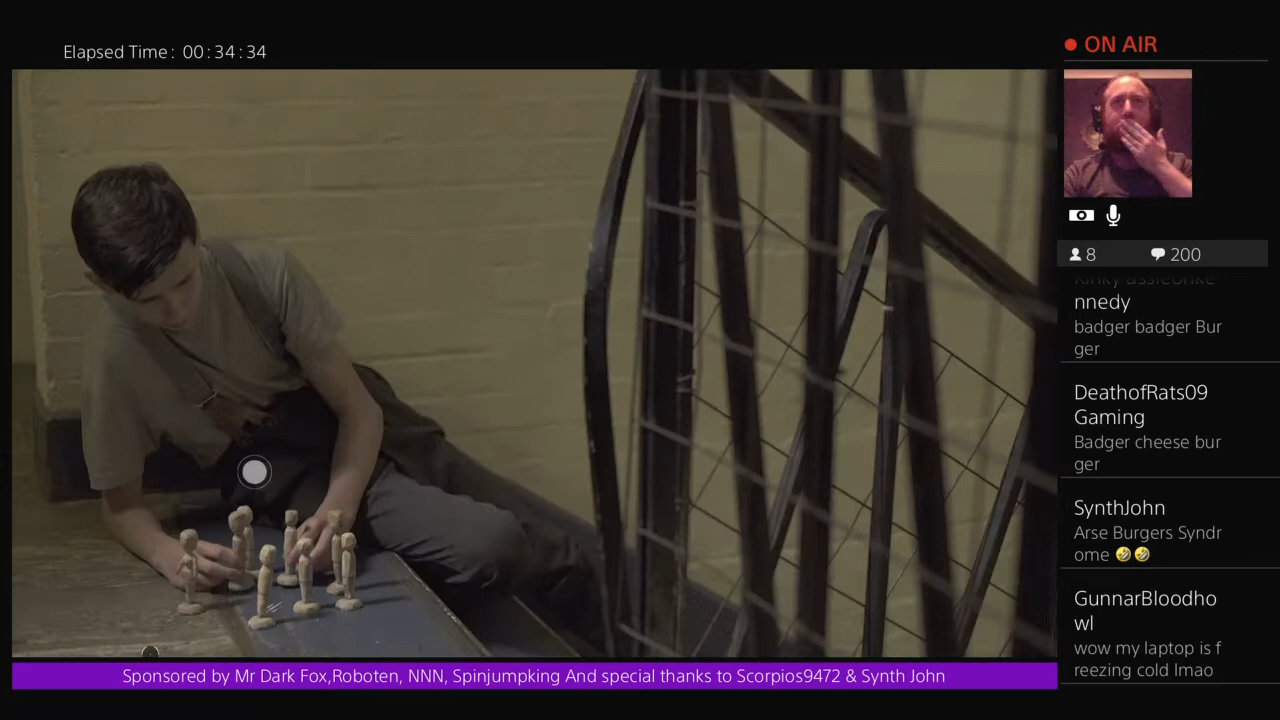 Elapsed Time: 00:34:34
ON AIR
8
200
nnedy
badger badger Bur
ger
DeathofRats09
Gaming
Badger cheese bur
ger
SynthJohn
Arse Burgers Syndr
ome 🤣🤣
GunnarBloodho
wl
wow my laptop is f
reezing cold lmao
Sponsored by Mr Dark Fox,Roboten, NNN, Spinjumpking And special thanks to Scorpios9472 & Synth John